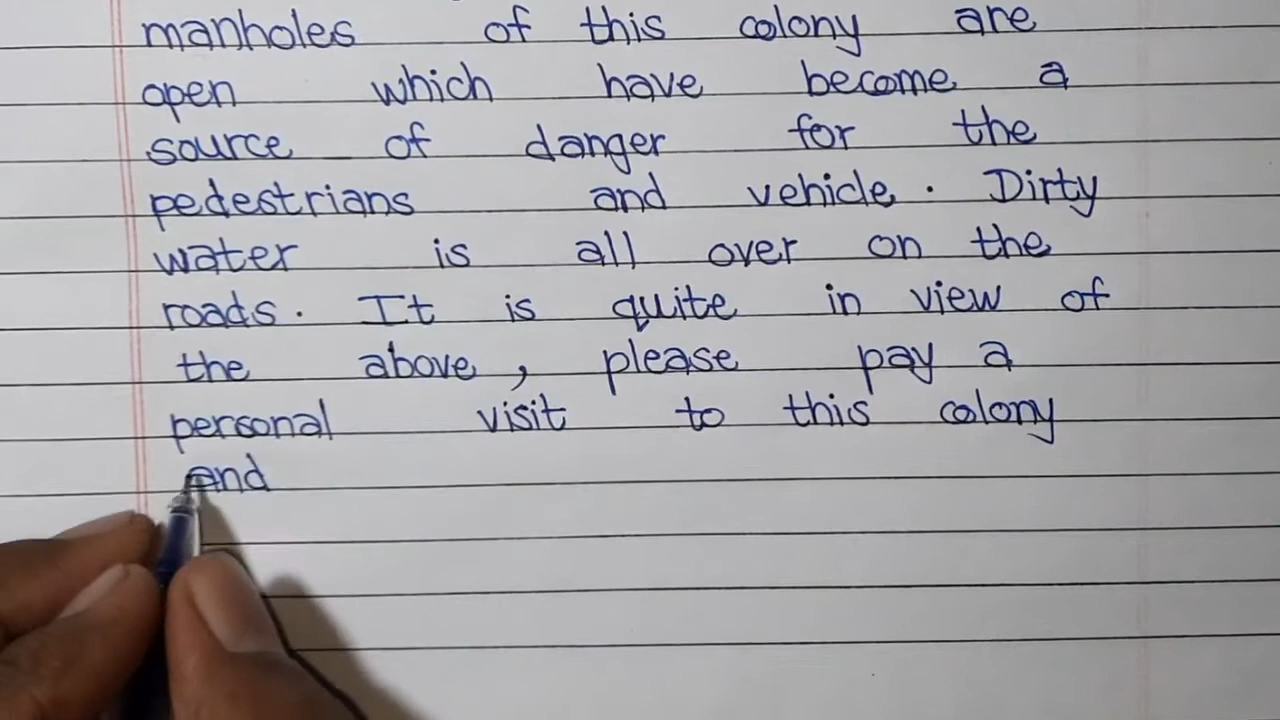 manholes of this colony are
open which have become a
source of danger for the
pedestrians and vehicle. Dirty
water is all over on the
roads. It is quite in view of
the above, please pay a
personal visit to this colony
and